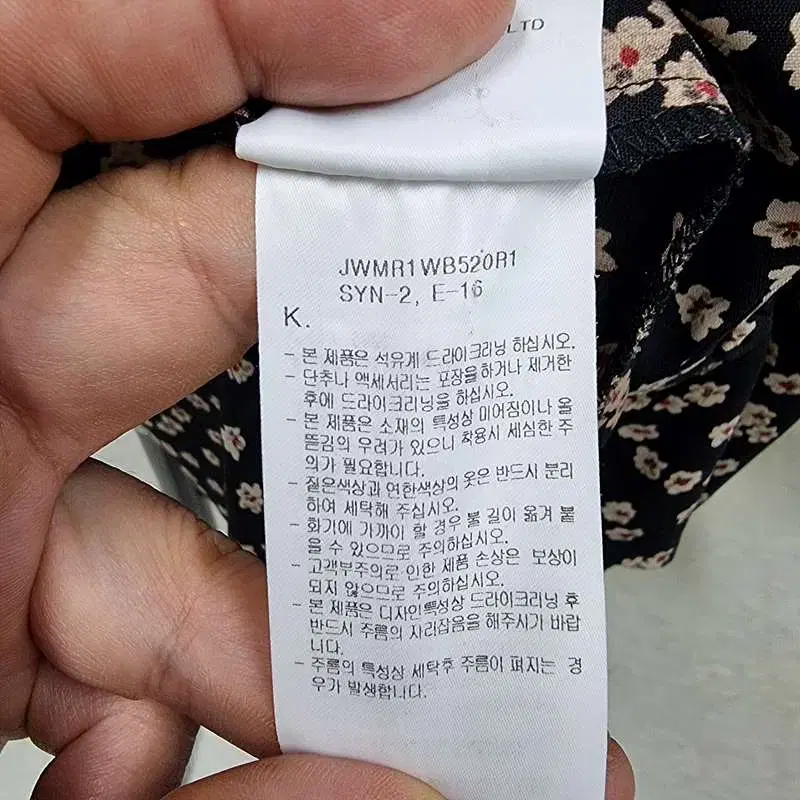 LTD
JWMR1WB520R1
SYN-2, E-16
K.
- 본 제품은 석유계 드라이크리닝 하십시오.
- 단추나 액세서리는 포장을하거나 제거한
후에 드라이크리닝을 하십시오.
- 본 제품은 소재의 특성상 미어짐이나 올
뜯김의 우려가 있으니 착용시 세심한 주
의가 필요합니다.
- 짙은색상과 연한색상의 옷은 반드시 분리
하여 세탁해 주십시오.
- 화기에 가까이 할 경우 불 길이 옮겨 붙
을 수 있으므로 주의하십시오.
- 고객부주의로 인한 제품 손상은 보상이
되지 않으므로 주의하십시오.
- 본 제품은 디자인특성상 드라이크리닝 후
반드시 주름의 자리잡음을 해주시기 바랍
니다.
- 주름의 특성상 세탁후 주름이 펴지는 경
우가 발생합니다.